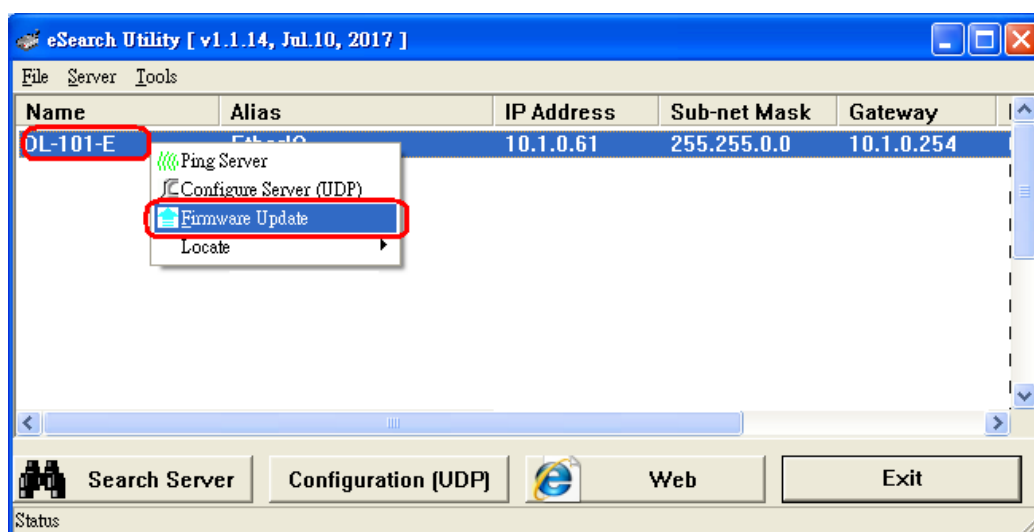 eSearch Utility [ v1.1.14, Jul.10, 2017 ]
File Server Tools
Name Alias IP Address Sub-net Mask Gateway
DL-101-E 10.1.0.61 255.255.0.0 10.1.0.254
Ping Server
Configure Server (UDP)
Firmware Update
Locate
Search Server Configuration (UDP) Web Exit
Status